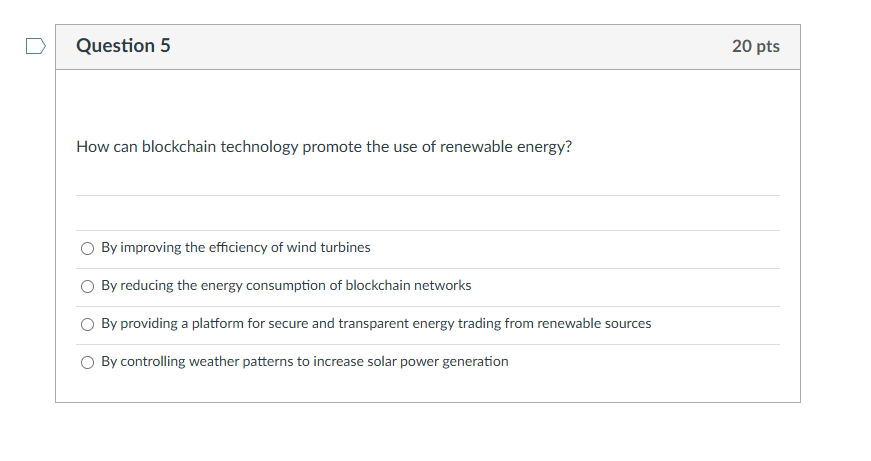 Question 5
20 pts
How can blockchain technology promote the use of renewable energy?
By improving the efficiency of wind turbines
By reducing the energy consumption of blockchain networks
By providing a platform for secure and transparent energy trading from renewable sources
By controlling weather patterns to increase solar power generation